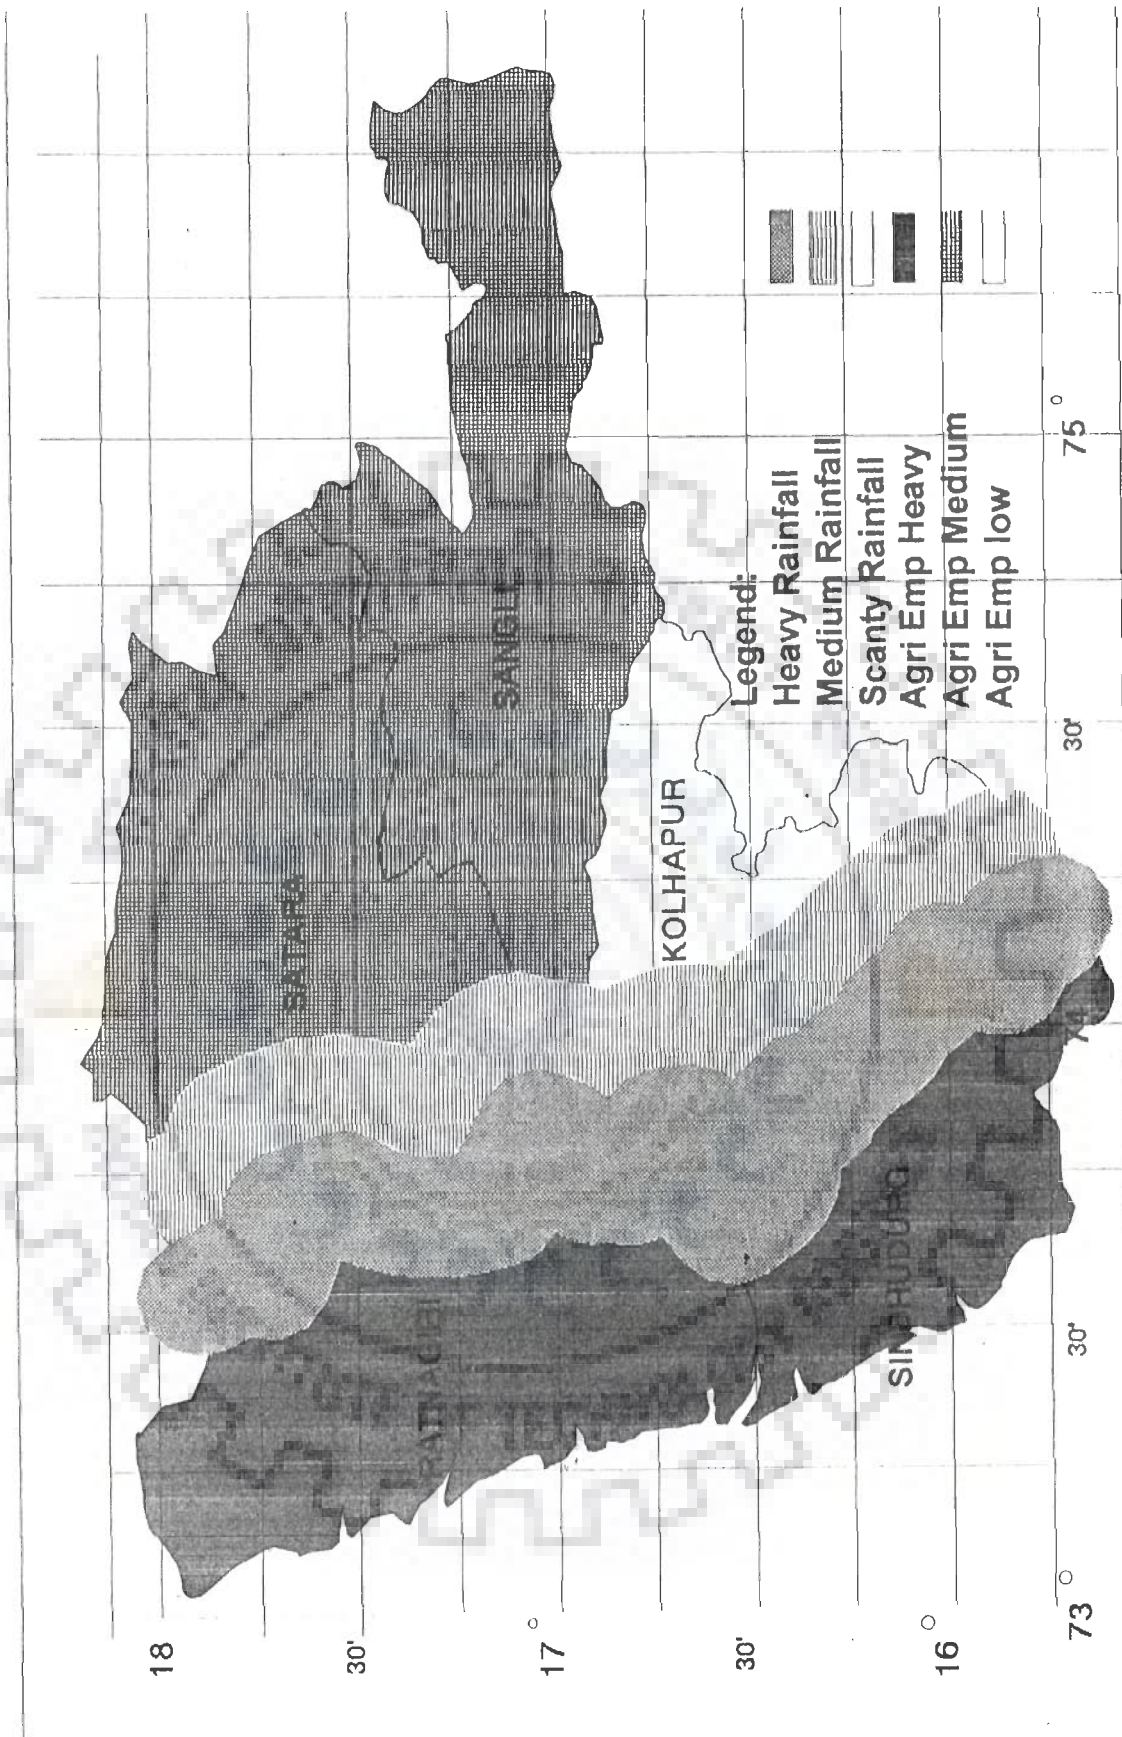 SATARA
SANGLI
KOLHAPUR
RATNAGIRI
SINDHUDURG
Legend:
Heavy Rainfall
Medium Rainfall
Scanty Rainfall
Agri Emp Heavy
Agri Emp Medium
Agri Emp low
18
30'
17°
30'
16°
73°
30'
74
30'
75°